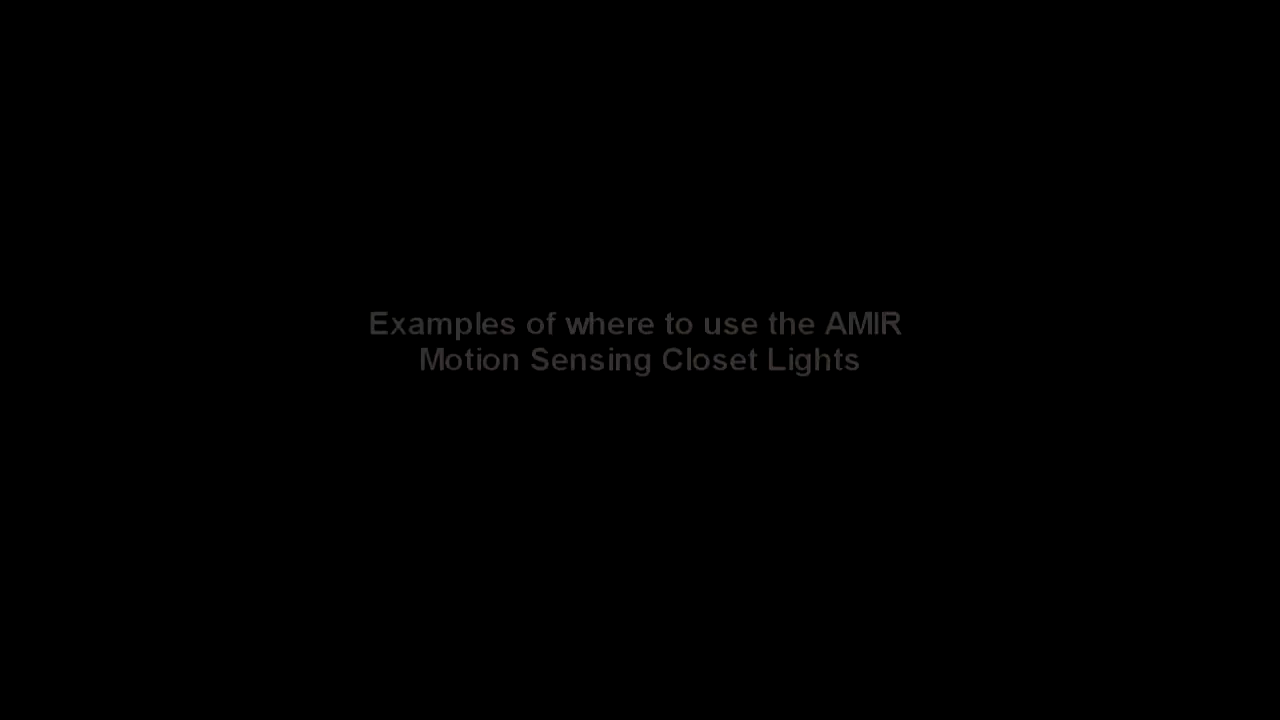 Examples of where to use the AMIR
Motion Sensing Closet Lights